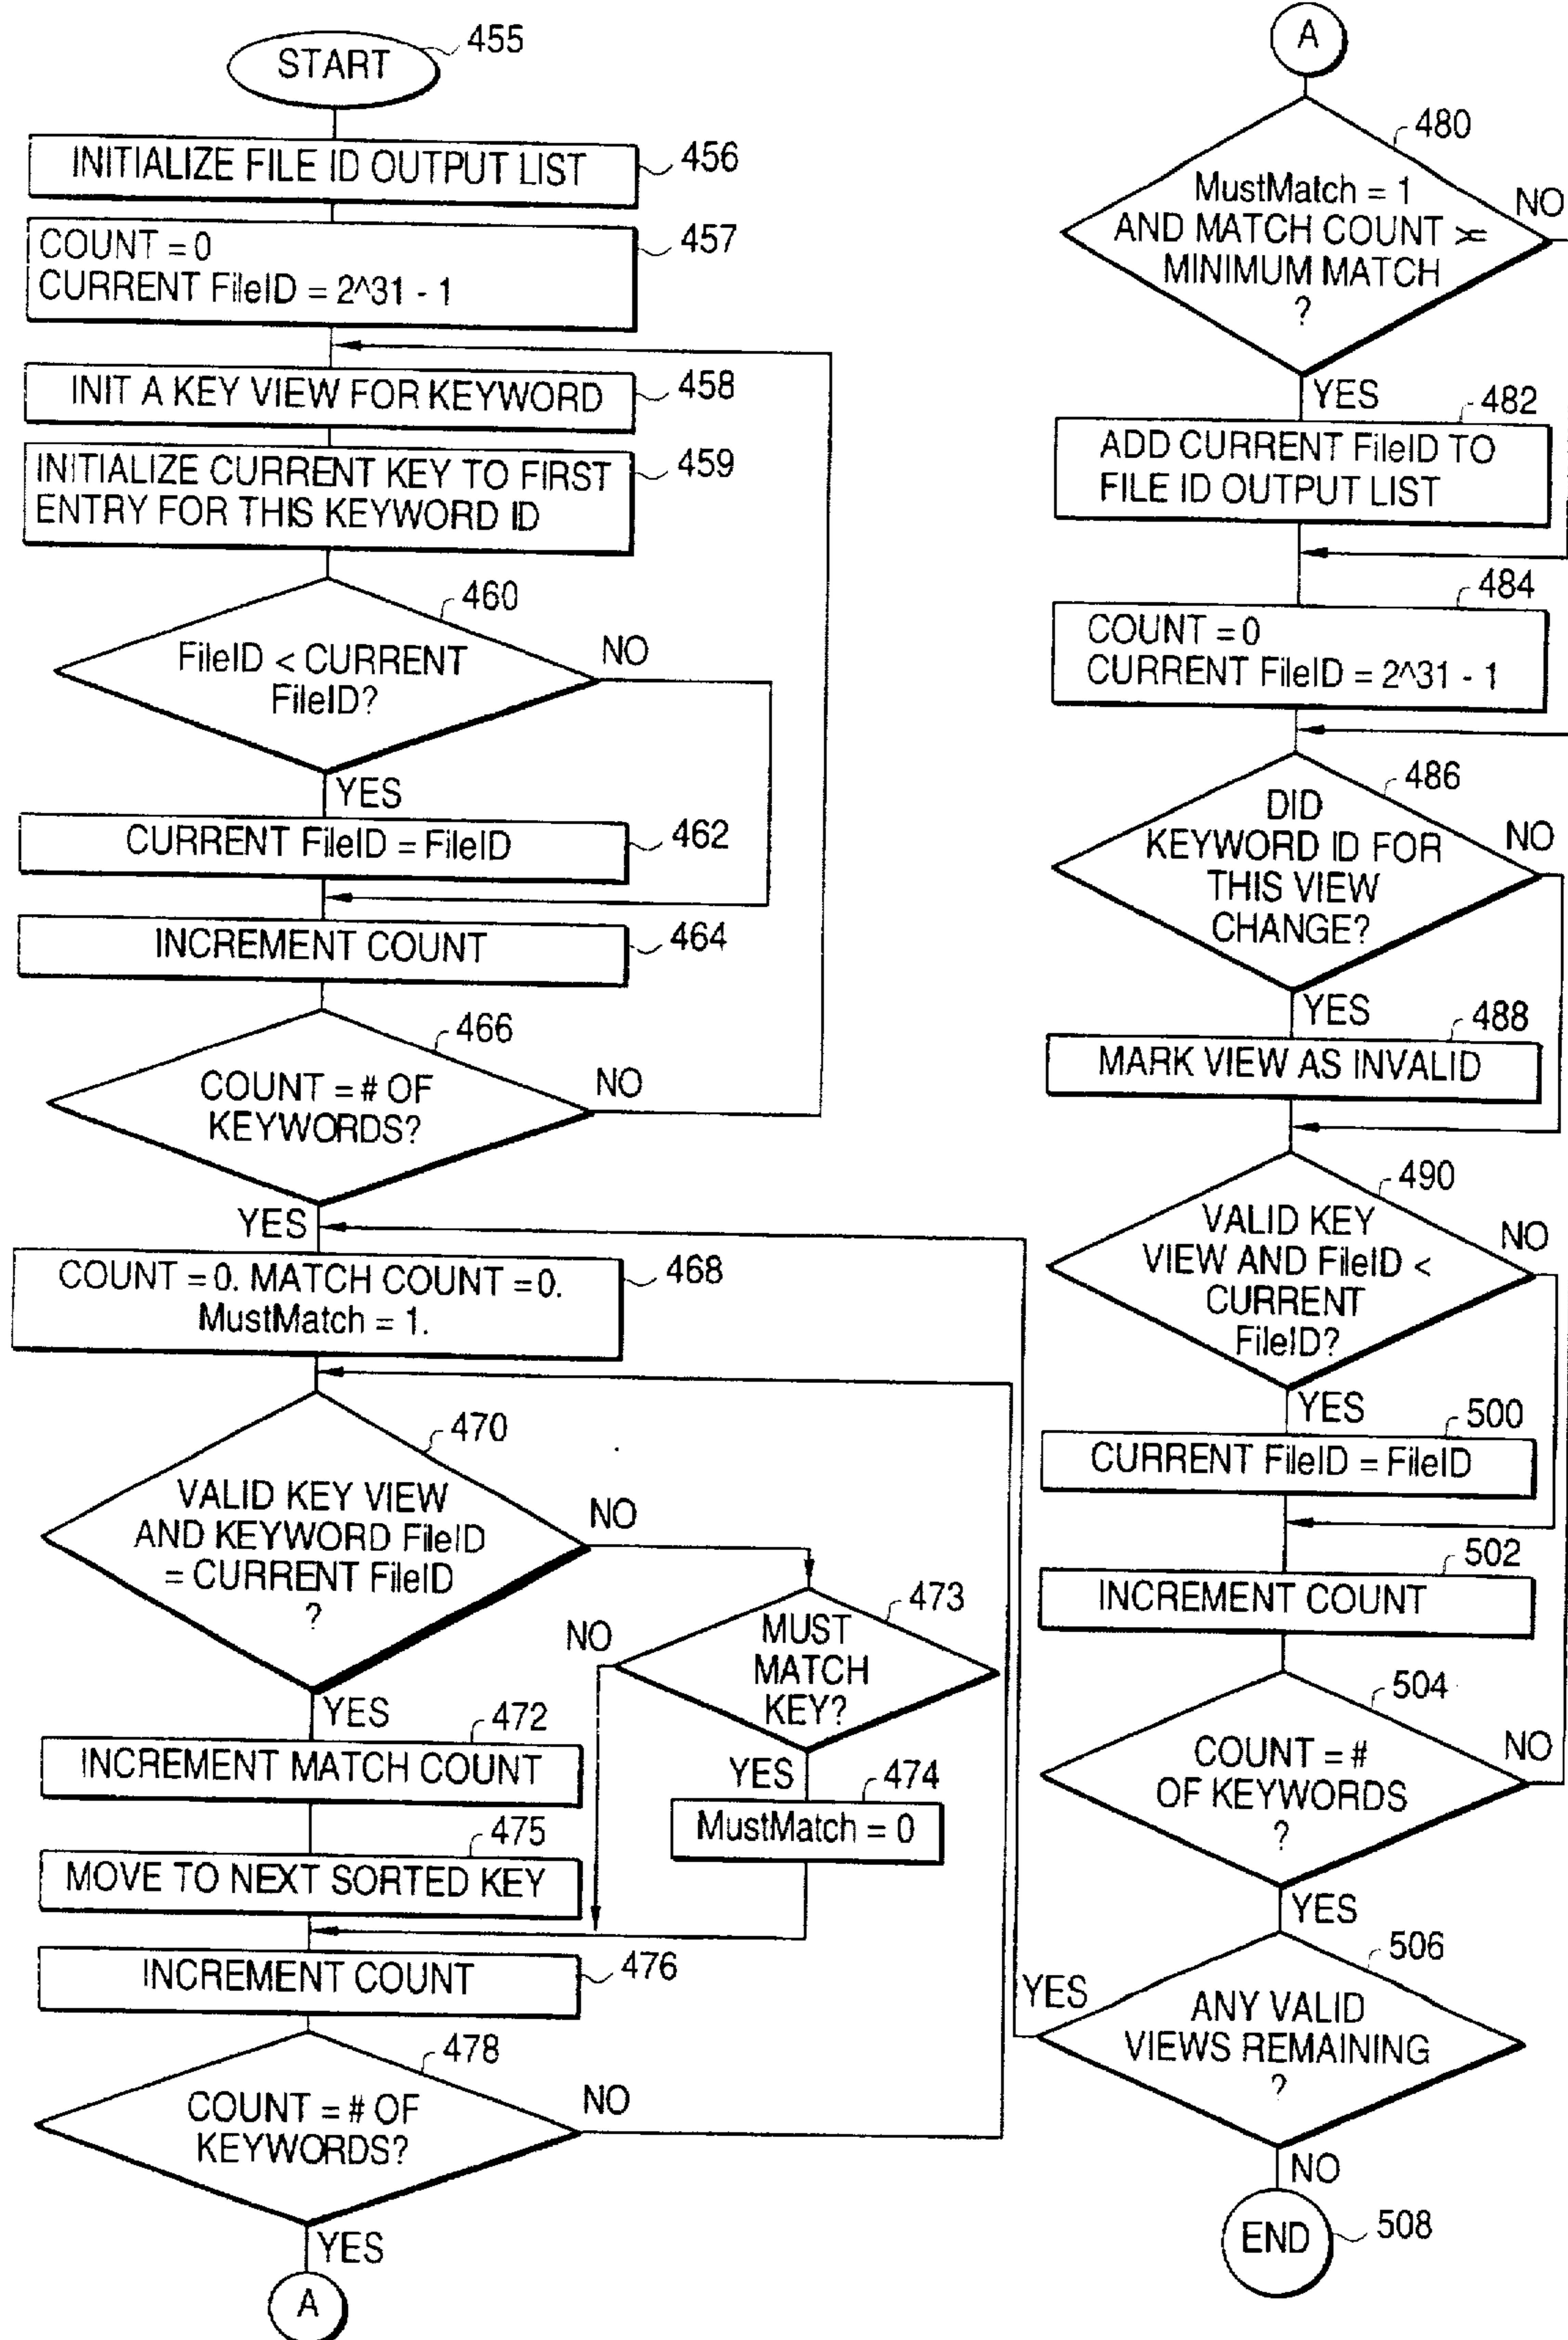 START
455
INITIALIZE FILE ID OUTPUT LIST
456
COUNT = 0
CURRENT FileID = 2^31 - 1
457
INIT A KEY VIEW FOR KEYWORD
458
INITIALIZE CURRENT KEY TO FIRST
ENTRY FOR THIS KEYWORD ID
459
460
FileID < CURRENT
FileID?
NO
YES
CURRENT FileID = FileID
462
INCREMENT COUNT
464
466
COUNT = # OF
KEYWORDS?
NO
YES
COUNT = 0. MATCH COUNT = 0.
MustMatch = 1.
468
470
VALID KEY VIEW
AND KEYWORD FileID
= CURRENT FileID
?
NO
YES
473
MUST
MATCH
KEY?
NO
YES
474
MustMatch = 0
472
INCREMENT MATCH COUNT
475
MOVE TO NEXT SORTED KEY
INCREMENT COUNT
476
478
COUNT = # OF
KEYWORDS?
NO
YES
A
A
480
MustMatch = 1
AND MATCH COUNT >=
MINIMUM MATCH
?
NO
YES
482
ADD CURRENT FileID TO
FILE ID OUTPUT LIST
484
COUNT = 0
CURRENT FileID = 2^31 - 1
486
DID
KEYWORD ID FOR
THIS VIEW
CHANGE?
NO
YES
488
MARK VIEW AS INVALID
490
VALID KEY
VIEW AND FileID <
CURRENT
FileID?
NO
YES
500
CURRENT FileID = FileID
502
INCREMENT COUNT
504
COUNT = #
OF KEYWORDS
?
NO
YES
506
ANY VALID
VIEWS REMAINING
?
YES
NO
END
508